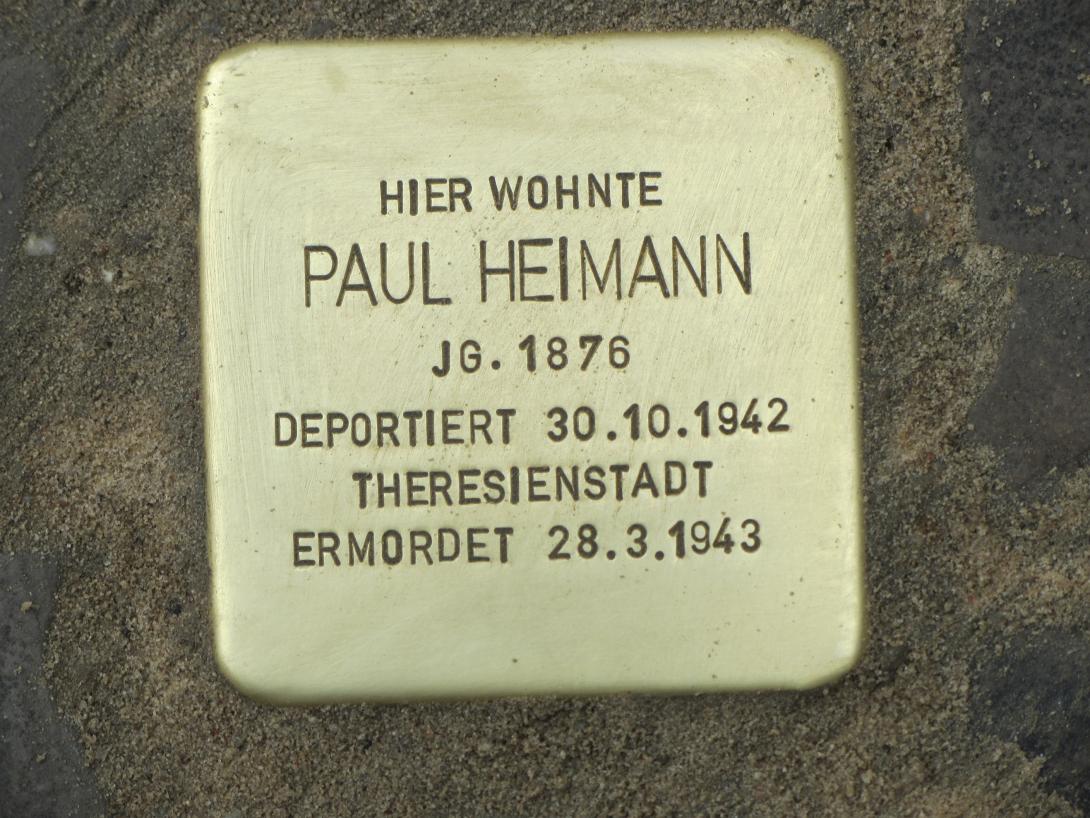 HIER WOHNTE
PAUL HEIMANN
JG. 1876
DEPORTIERT 30.10.1942
THERESIENSTADT
ERMORDET 28.3.1943